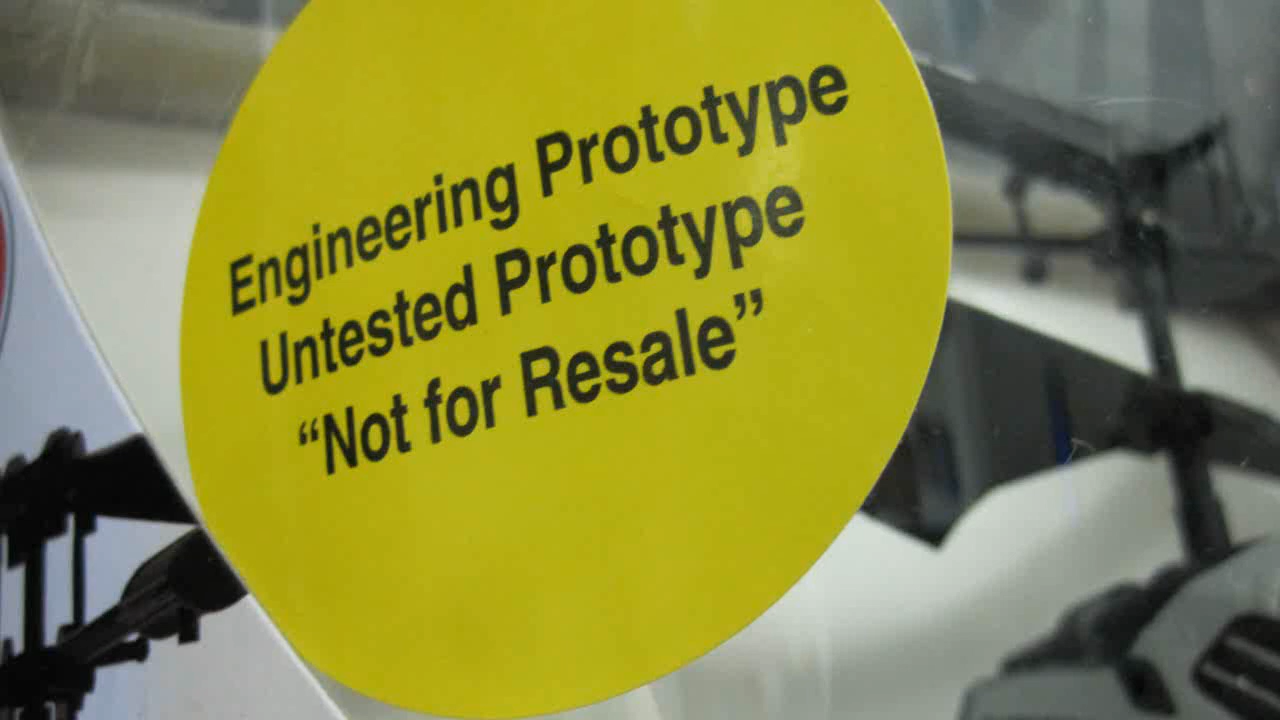 Engineering Prototype
Untested Prototype
“Not for Resale”